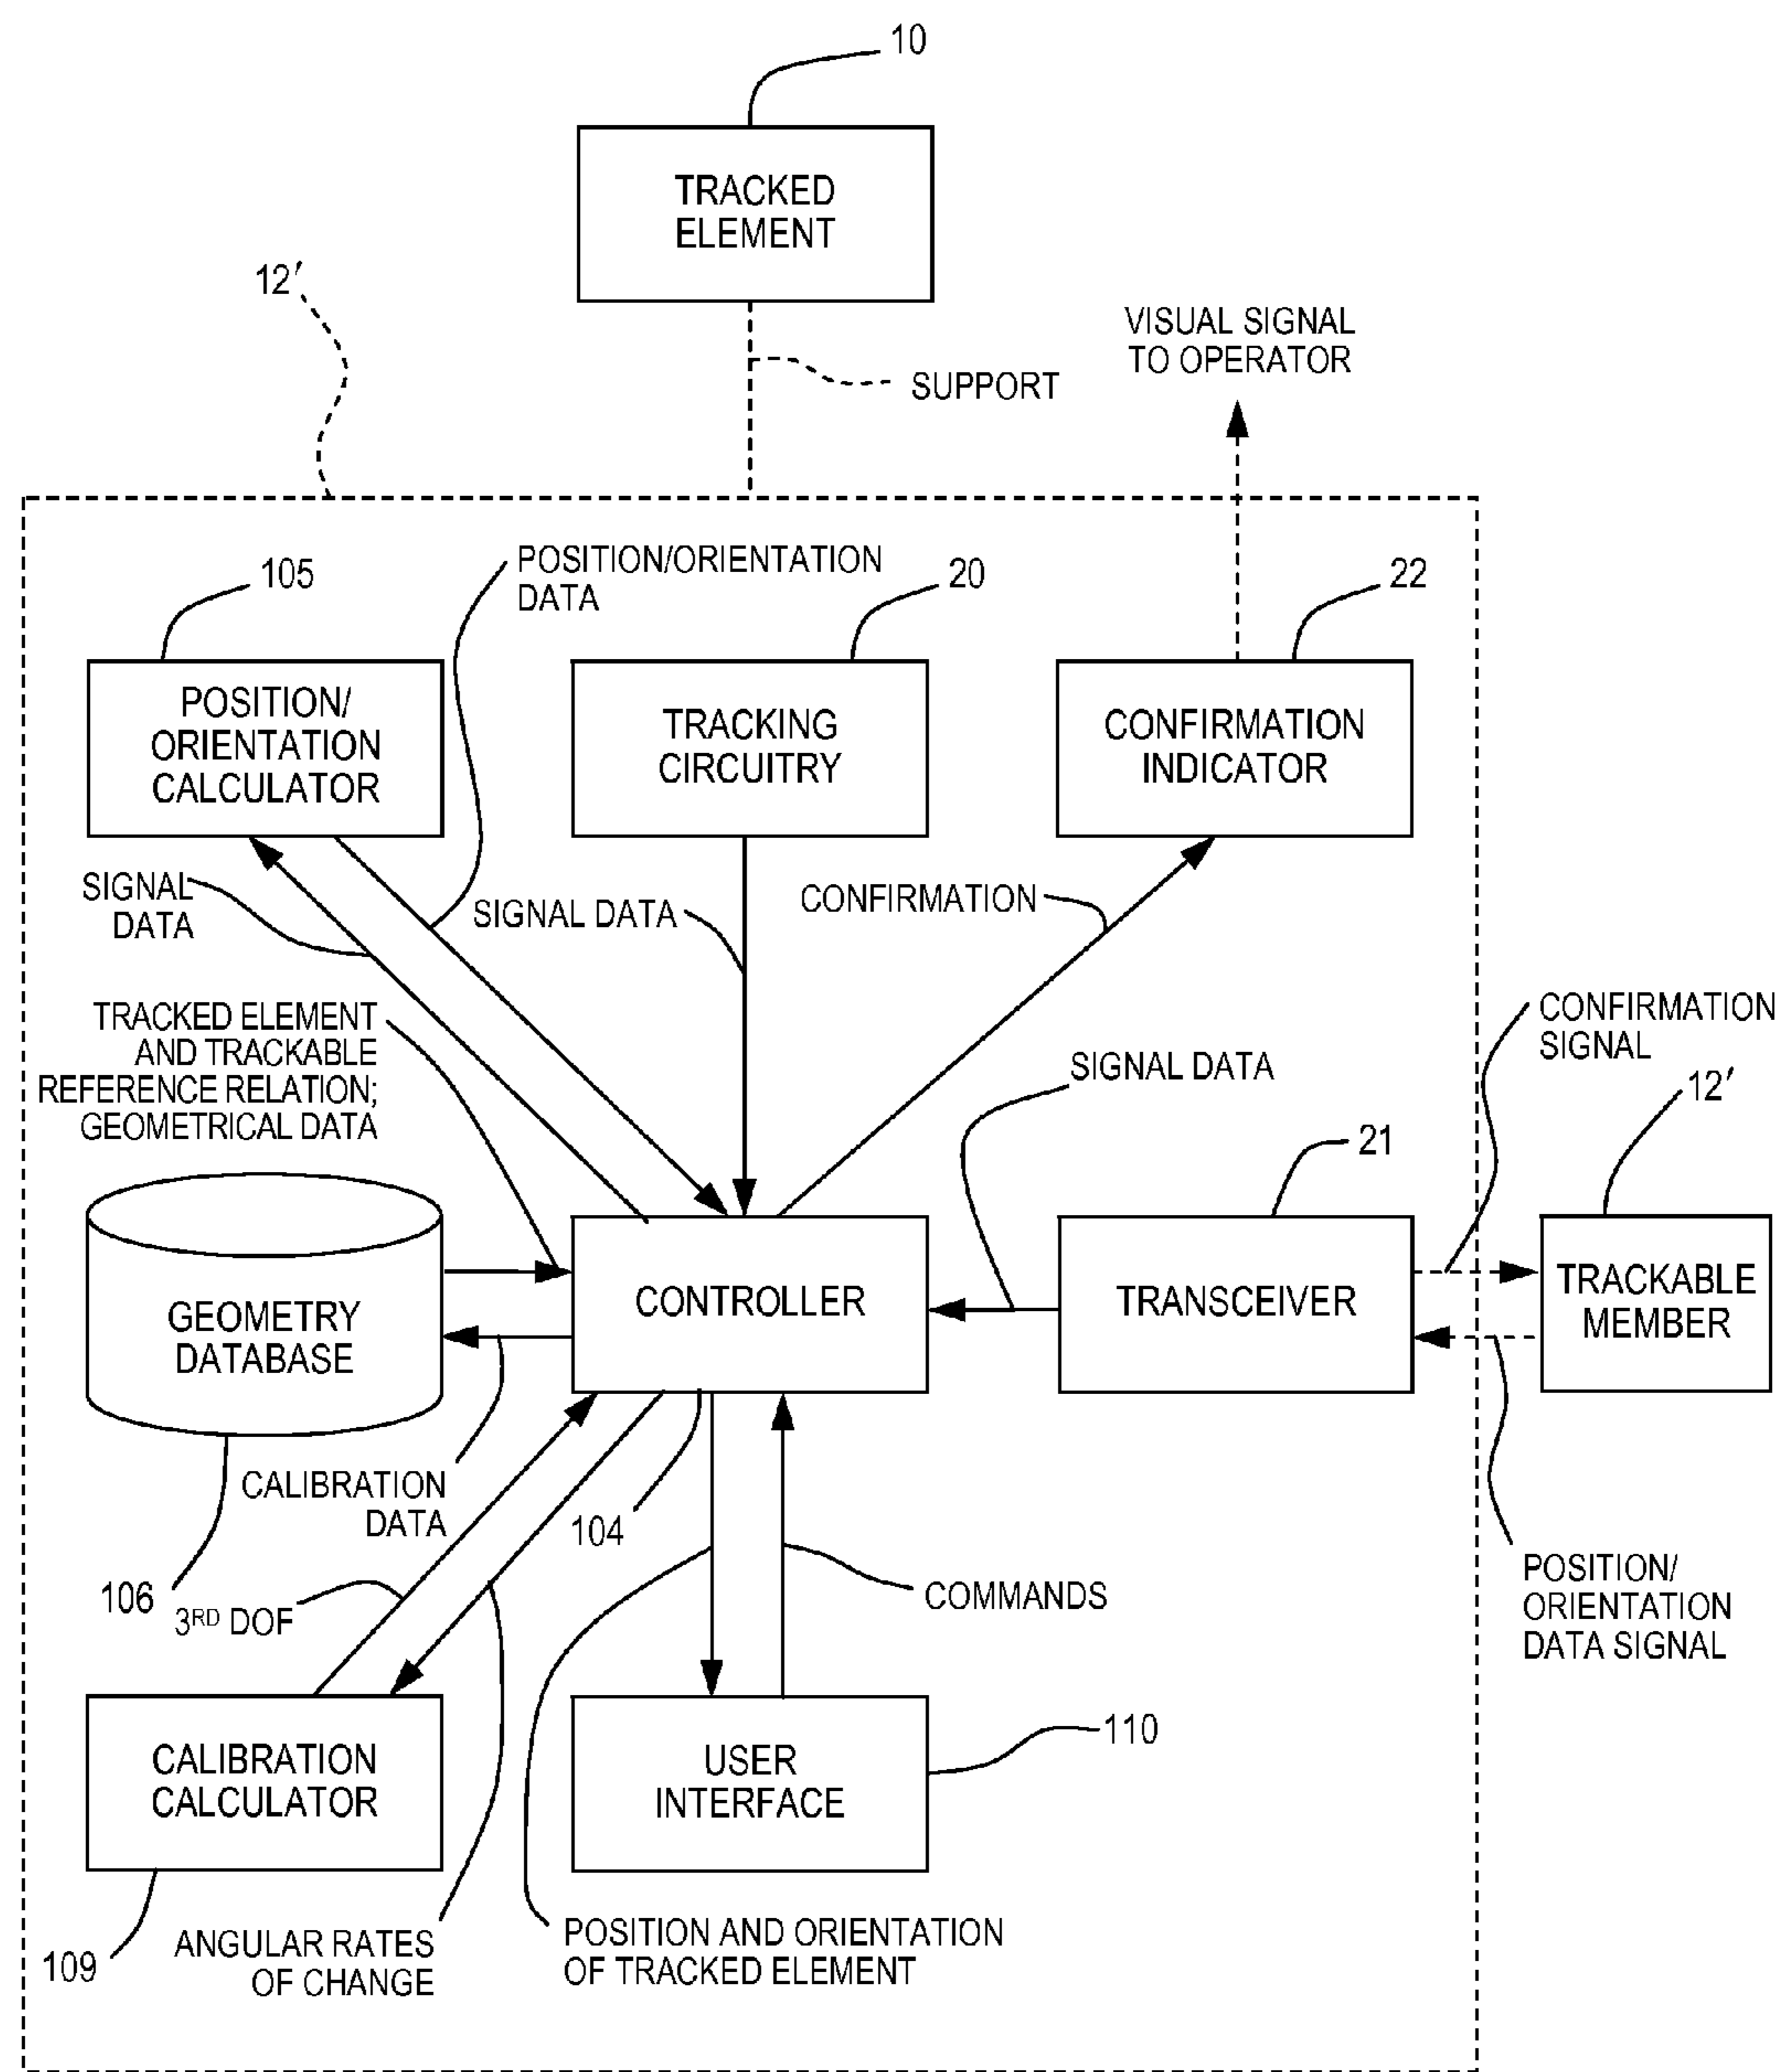 10
TRACKED
ELEMENT
12′
SUPPORT
VISUAL SIGNAL
TO OPERATOR
105
POSITION/ORIENTATION
DATA
20
22
POSITION/
ORIENTATION
CALCULATOR
TRACKING
CIRCUITRY
CONFIRMATION
INDICATOR
SIGNAL
DATA
SIGNAL DATA
CONFIRMATION
TRACKED ELEMENT
AND TRACKABLE
REFERENCE RELATION;
GEOMETRICAL DATA
SIGNAL DATA
CONFIRMATION
SIGNAL
12′
21
GEOMETRY
DATABASE
CONTROLLER
TRANSCEIVER
TRACKABLE
MEMBER
CALIBRATION
DATA
104
106
3RD DOF
COMMANDS
POSITION/
ORIENTATION
DATA SIGNAL
CALIBRATION
CALCULATOR
USER
INTERFACE
110
109
ANGULAR RATES
OF CHANGE
POSITION AND ORIENTATION
OF TRACKED ELEMENT